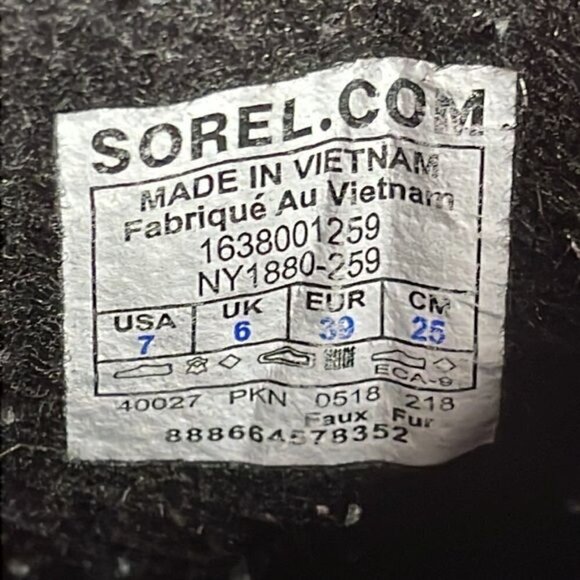 SOREL.COM
MADE IN VIETNAM
Fabriqué Au Vietnam
1638001259
NY1880-259
USA UK EUR CM
7 6 39 25
ECA-9
40027 PKN 0518 218
Faux Fur
888664578352